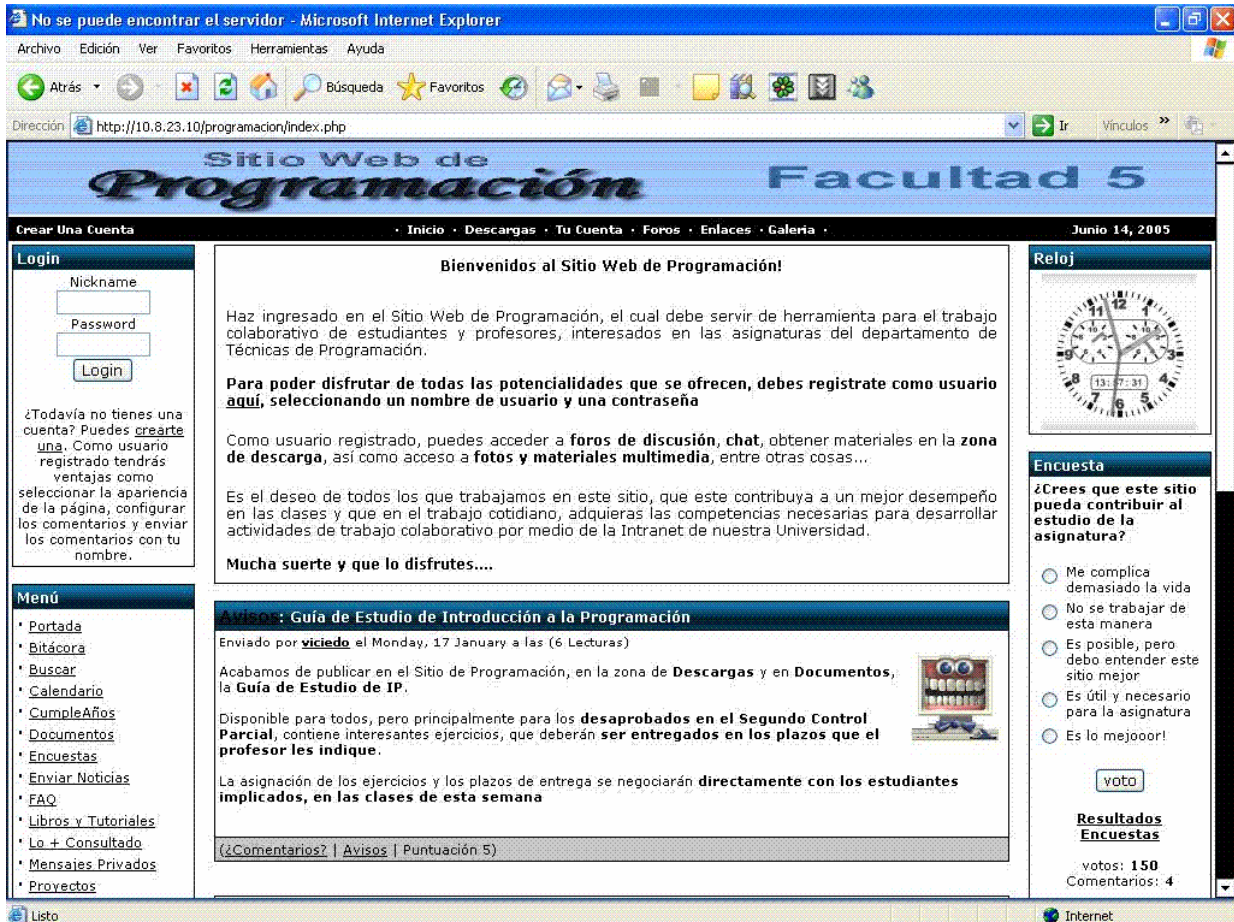 No se puede encontrar el servidor - Microsoft Internet Explorer
Archivo Edición Ver Favoritos Herramientas Ayuda
Atrás Búsqueda Favoritos
Dirección http://10.8.23.10/programacion/index.php Ir Vínculos »
Sitio Web de
Programación Facultad 5
Crear Una Cuenta · Inicio · Descargas · Tu Cuenta · Foros · Enlaces · Galeria · Junio 14, 2005
Login
Nickname
Password
Login
¿Todavía no tienes una
cuenta? Puedes crearte
una. Como usuario
registrado tendrás
ventajas como
seleccionar la apariencia
de la página, configurar
los comentarios y enviar
los comentarios con tu
nombre.
Menú
· Portada
· Bitácora
· Buscar
· Calendario
· CumpleAños
· Documentos
· Encuestas
· Enviar Noticias
· FAQ
· Libros y Tutoriales
· Lo + Consultado
· Mensajes Privados
· Proyectos
Bienvenidos al Sitio Web de Programación!
Haz ingresado en el Sitio Web de Programación, el cual debe servir de herramienta para el trabajo
colaborativo de estudiantes y profesores, interesados en las asignaturas del departamento de
Técnicas de Programación.
Para poder disfrutar de todas las potencialidades que se ofrecen, debes registrate como usuario
aquí, seleccionando un nombre de usuario y una contraseña
Como usuario registrado, puedes acceder a foros de discusión, chat, obtener materiales en la zona
de descarga, así como acceso a fotos y materiales multimedia, entre otras cosas...
Es el deseo de todos los que trabajamos en este sitio, que este contribuya a un mejor desempeño
en las clases y que en el trabajo cotidiano, adquieras las competencias necesarias para desarrollar
actividades de trabajo colaborativo por medio de la Intranet de nuestra Universidad.
Mucha suerte y que lo disfrutes....
Avisos: Guía de Estudio de Introducción a la Programación
Enviado por viciedo el Monday, 17 January a las (6 Lecturas)
Acabamos de publicar en el Sitio de Programación, en la zona de Descargas y en Documentos,
la Guía de Estudio de IP.
Disponible para todos, pero principalmente para los desaprobados en el Segundo Control
Parcial, contiene interesantes ejercicios, que deberán ser entregados en los plazos que el
profesor les indique.
La asignación de los ejercicios y los plazos de entrega se negociarán directamente con los estudiantes
implicados, en las clases de esta semana
(¿Comentarios? | Avisos | Puntuación 5)
Reloj
11 12 1
9 3
8 13:57:31 4
7 6 5
Encuesta
¿Crees que este sitio
pueda contribuir al
estudio de la
asignatura?
Me complica
demasiado la vida
No se trabajar de
esta manera
Es posible, pero
debo entender este
sitio mejor
Es útil y necesario
para la asignatura
Es lo mejooor!
voto
Resultados
Encuestas
votos: 150
Comentarios: 4
Listo Internet